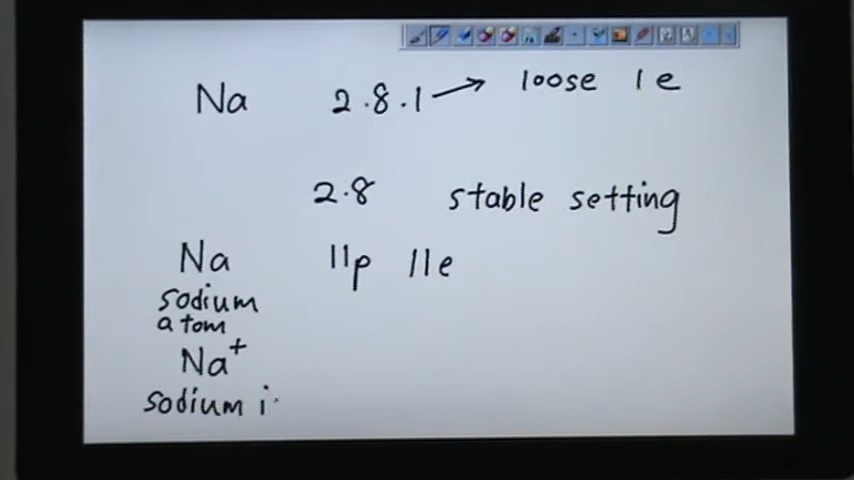 Na 2.8.1 → loose 1e
2.8 stable setting
Na 11p 11e
sodium
atom
Na⁺
sodium i